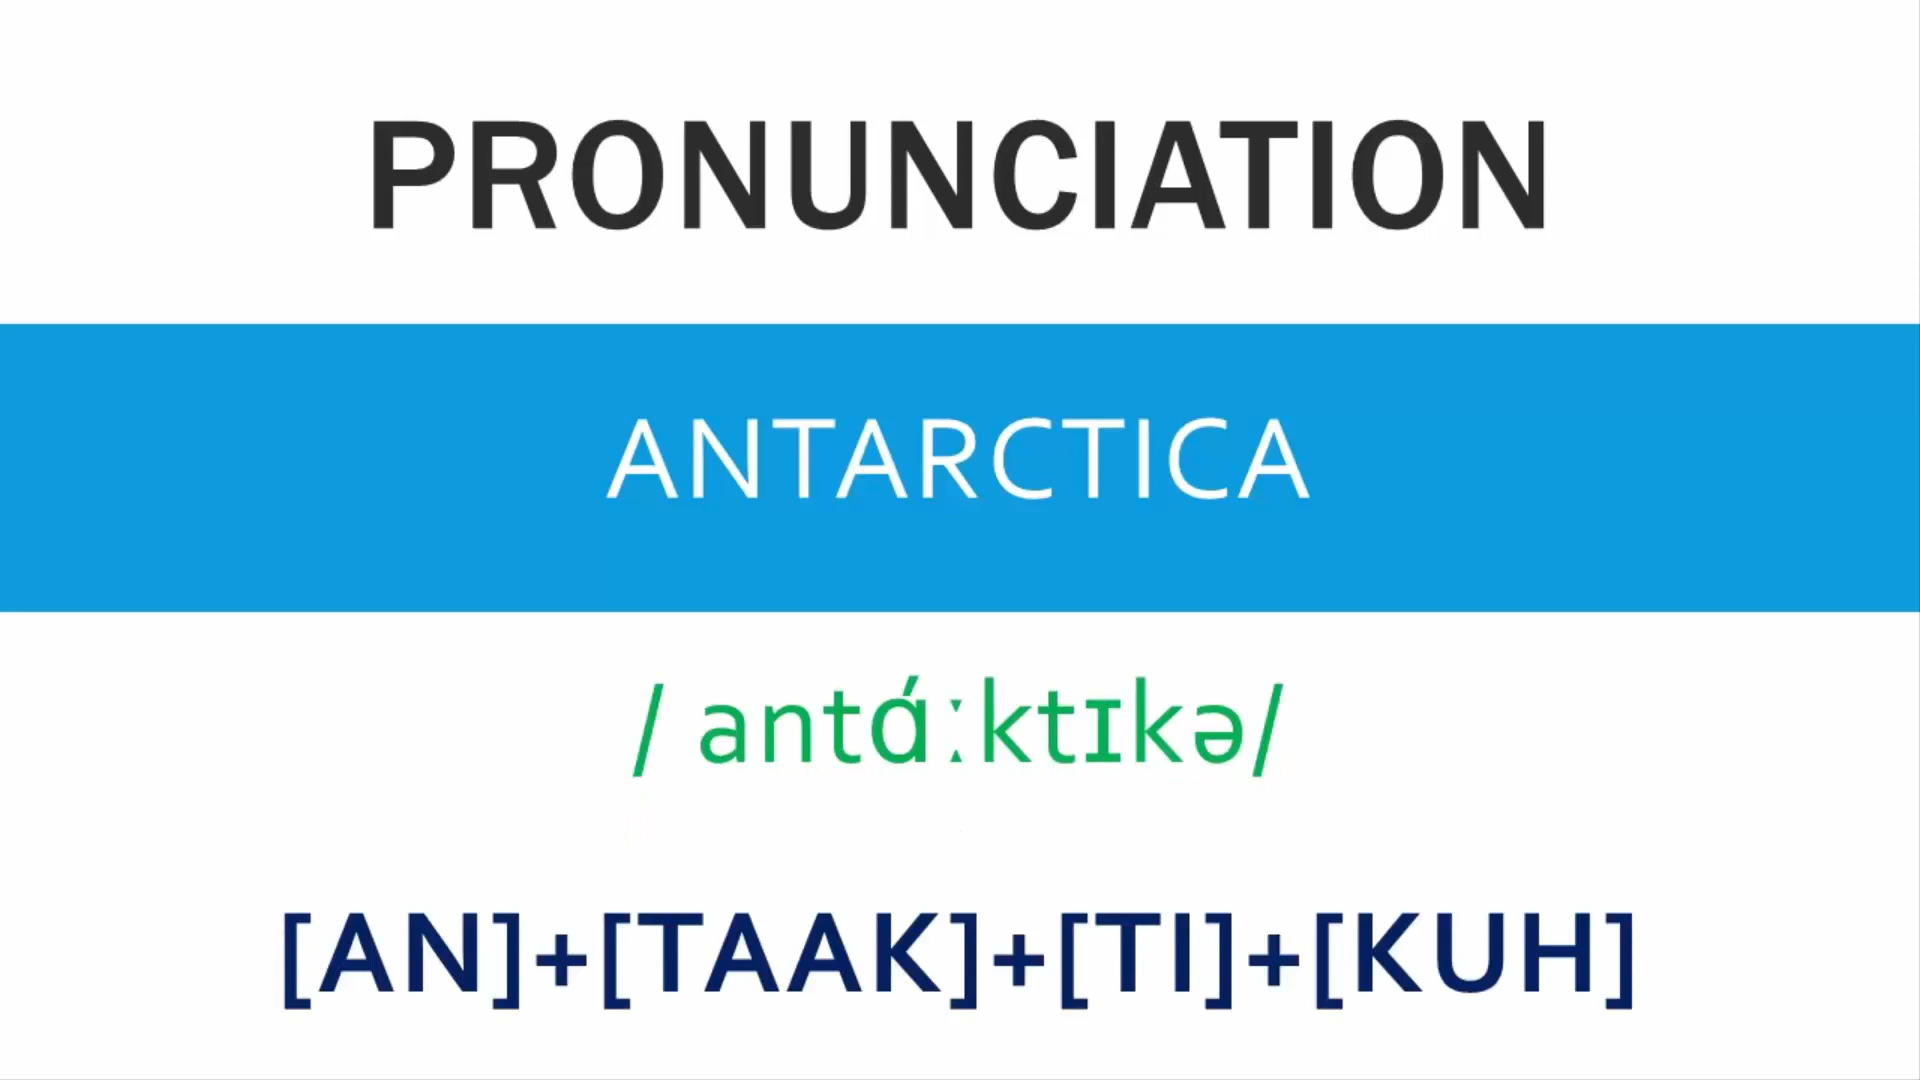 PRONUNCIATION
ANTARCTICA
/ antɑ́ːktɪkə/
[AN]+[TAAK]+[TI]+[KUH]